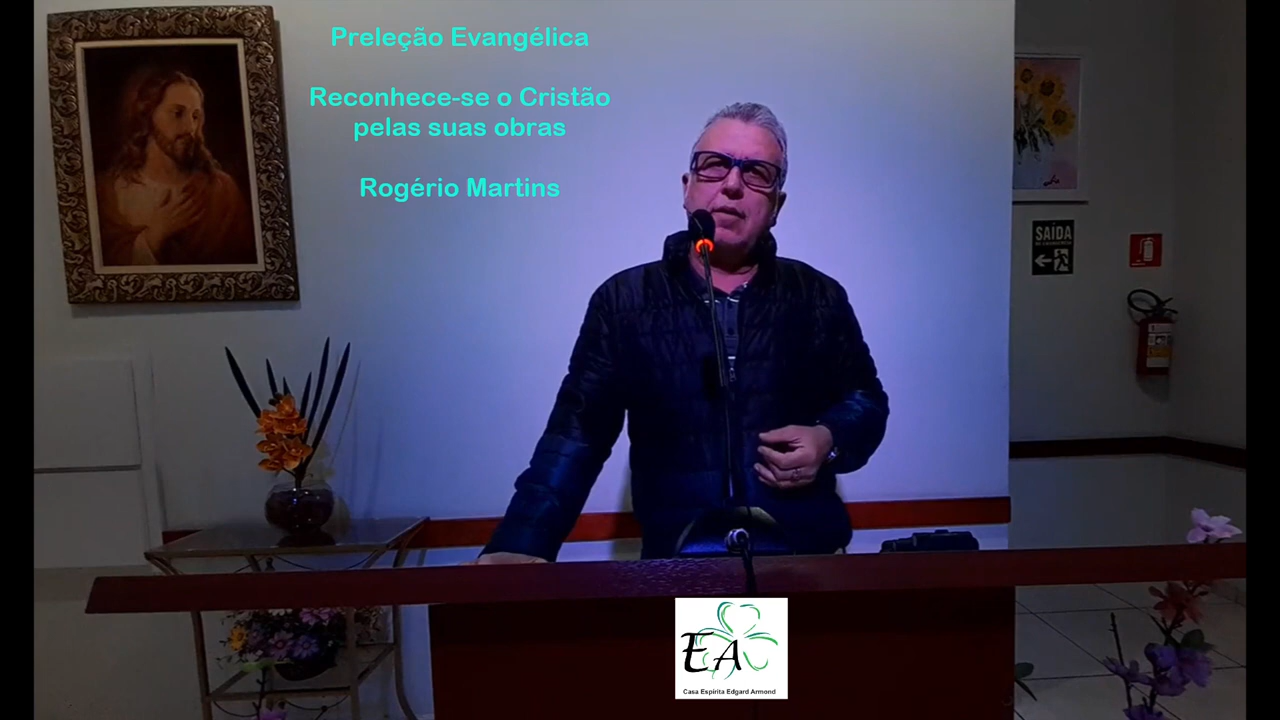 Preleção Evangélica
Reconhece-se o Cristão
pelas suas obras
Rogério Martins
SAÍDA
EA
Casa Espírita Edgard Armond